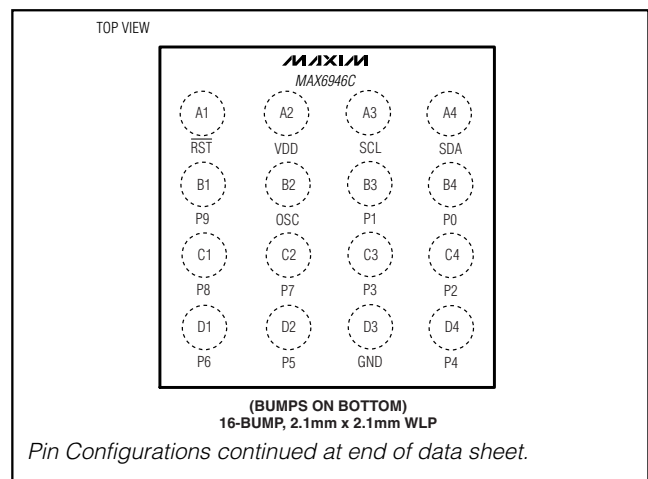 TOP VIEW
MAXIM
MAX6946C
A1 A2 A3 A4
RST VDD SCL SDA
B1 B2 B3 B4
P9 OSC P1 P0
C1 C2 C3 C4
P8 P7 P3 P2
D1 D2 D3 D4
P6 P5 GND P4
(BUMPS ON BOTTOM)
16-BUMP, 2.1mm x 2.1mm WLP
Pin Configurations continued at end of data sheet.